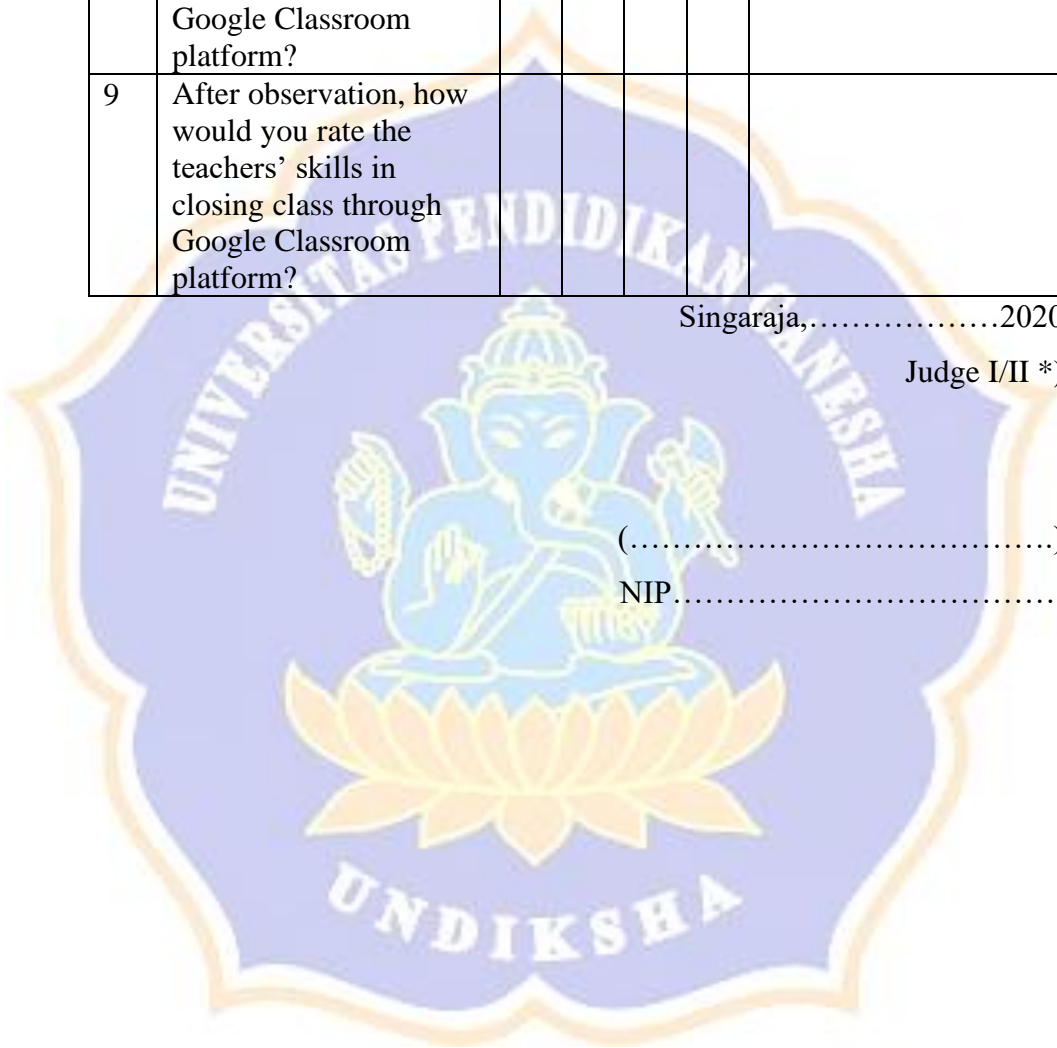 Google Classroom
platform?
9 After observation, how
would you rate the
teachers’ skills in
closing class through
Google Classroom
platform?
Singaraja,………………2020
Judge I/II *)
(…………………………………)
NIP………………………………
UNIVERSITAS PENDIDIKAN GANESHA
UNDIKSHA